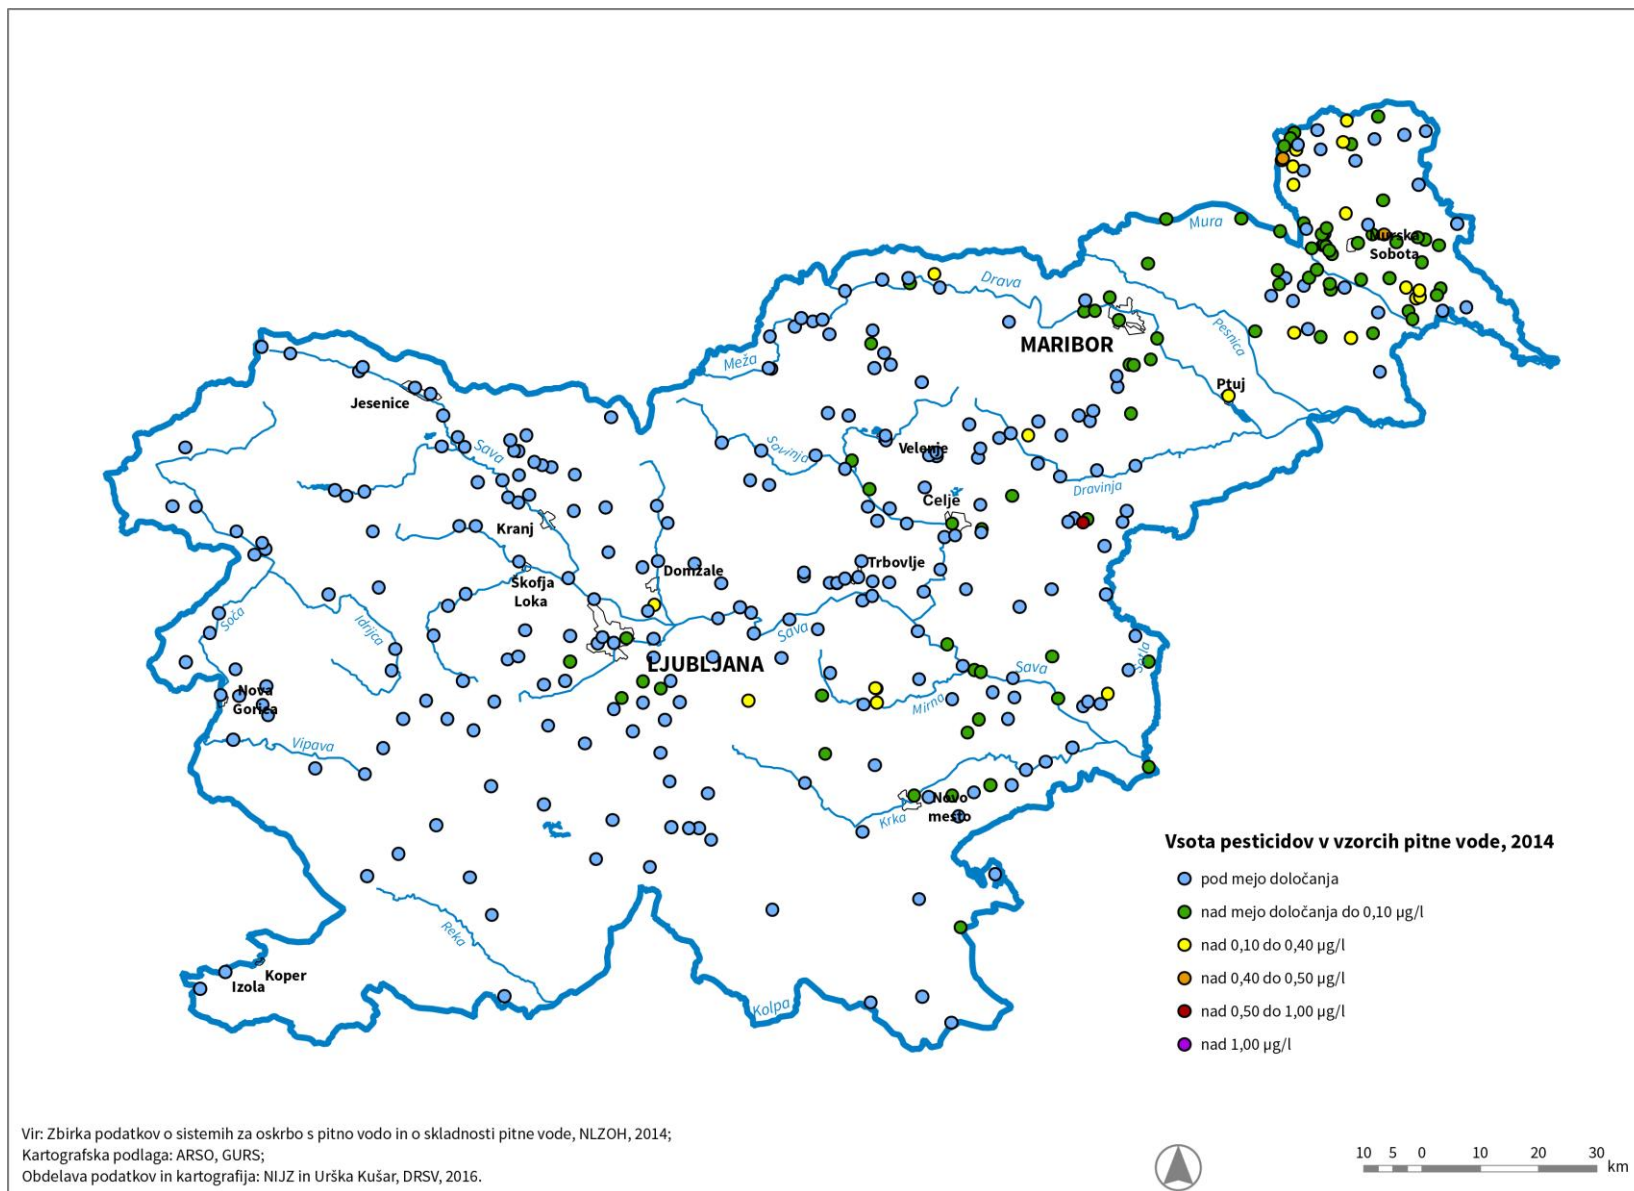 Mura
Murska
Sobota
Drava
Pesnica
MARIBOR
Meža
Ptuj
Jesenice
Sava
Savinja
Velenje
Dravinja
Celje
Kranj
Trbovlje
Domžale
Škofja
Loka
Soča
Idrijca
Sava
Sotla
LJUBLJANA
Sava
Nova
Gorica
Mirna
Vipava
Novo
mesto
Krka
Reka
Koper
Izola
Kolpa
Vsota pesticidov v vzorcih pitne vode, 2014
pod mejo določanja
nad mejo določanja do 0,10 µg/l
nad 0,10 do 0,40 µg/l
nad 0,40 do 0,50 µg/l
nad 0,50 do 1,00 µg/l
nad 1,00 µg/l
Vir: Zbirka podatkov o sistemih za oskrbo s pitno vodo in o skladnosti pitne vode, NLZOH, 2014;
Kartografska podlaga: ARSO, GURS;
Obdelava podatkov in kartografija: NIJZ in Urška Kušar, DRSV, 2016.
10 5 0 10 20 30
km